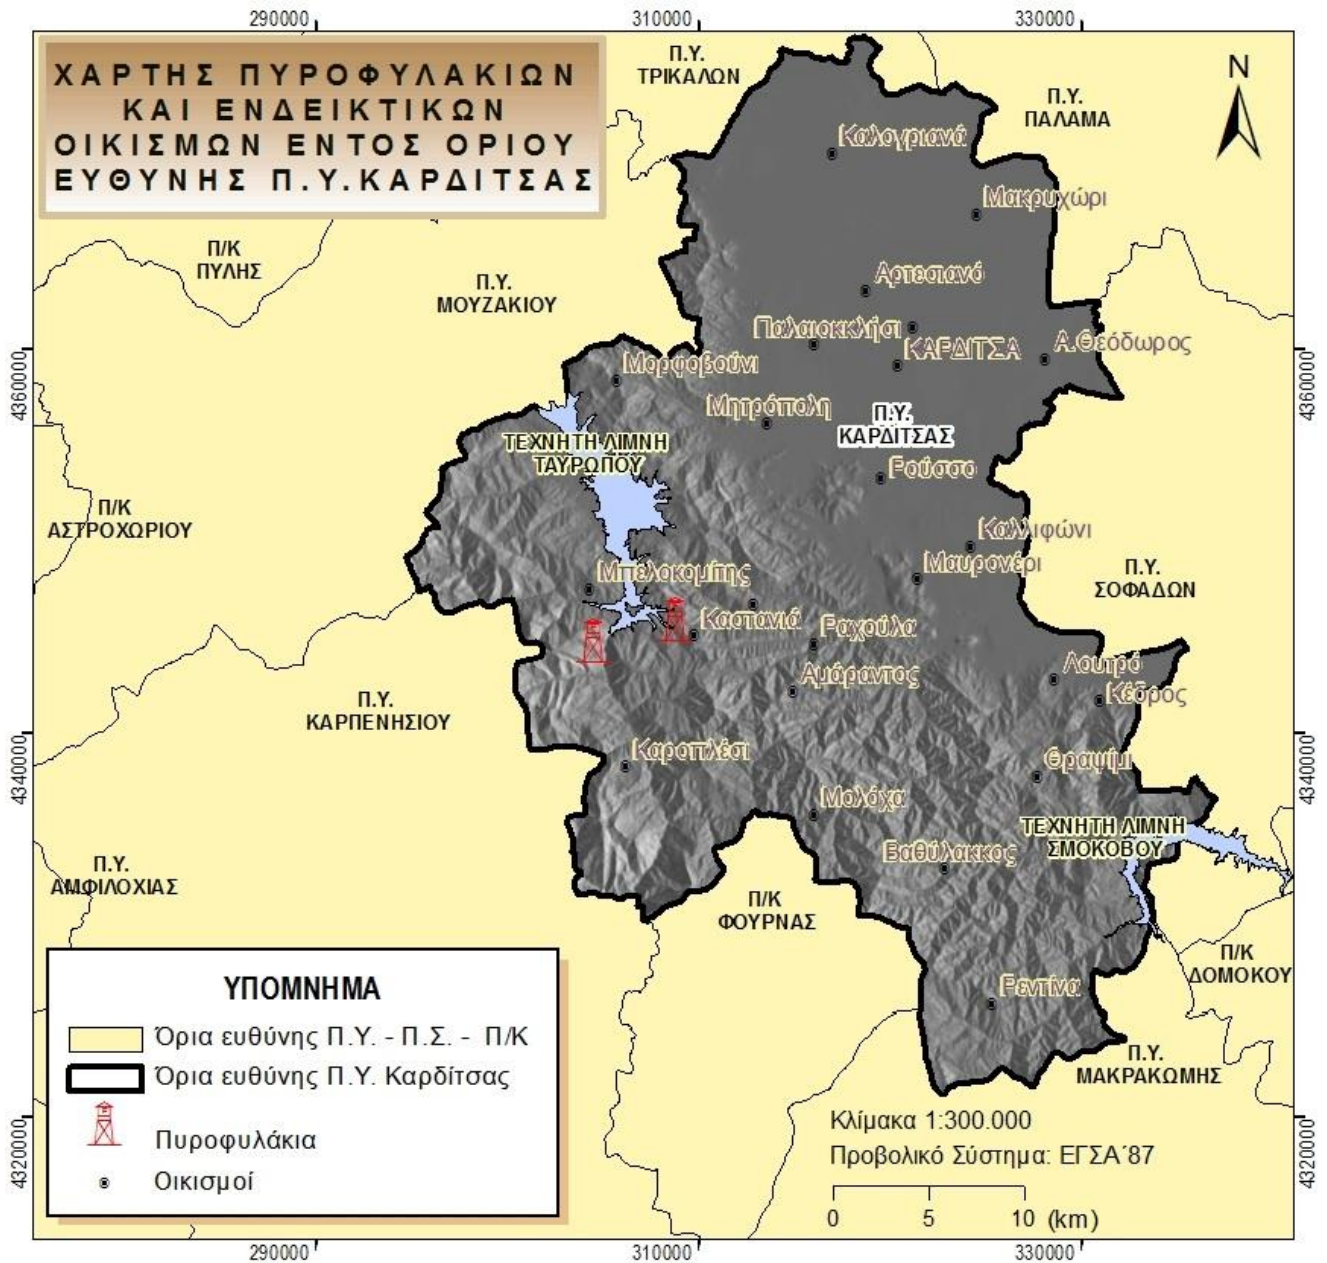 290000
310000
330000
ΧΑΡΤΗΣ ΠΥΡΟΦΥΛΑΚΙΩΝ
ΚΑΙ ΕΝΔΕΙΚΤΙΚΩΝ
ΟΙΚΙΣΜΩΝ ΕΝΤΟΣ ΟΡΙΟΥ
ΕΥΘΥΝΗΣ Π.Υ.ΚΑΡΔΙΤΣΑΣ
Π.Υ.
ΤΡΙΚΑΛΩΝ
N
Π.Υ.
ΠΑΛΑΜΑ
Καλογριανά
Μακρυχώρι
Π/Κ
ΠΥΛΗΣ
Π.Υ.
ΜΟΥΖΑΚΙΟΥ
Αρτεσιανό
Παλαιοκκλήσι
ΚΑΡΔΙΤΣΑ
Α.Θεόδωρος
4360000
4360000
Μορφοβούνι
Μητρόπολη
Π.Υ.
ΚΑΡΔΙΤΣΑΣ
ΤΕΧΝΗΤΗ ΛΙΜΝΗ
ΤΑΥΡΩΠΟΥ
Ρούσσο
Π/Κ
ΑΣΤΡΟΧΩΡΙΟΥ
Καλλιφώνι
Μαυρονέρι
Μπελοκομίτης
Π.Υ.
ΣΟΦΑΔΩΝ
Καστανιά
Ραχούλα
Αμάραντος
Λουτρό
Κέδρος
Π.Υ.
ΚΑΡΠΕΝΗΣΙΟΥ
4340000
4340000
Καροπλέσι
Θραψίμι
Μολόχα
ΤΕΧΝΗΤΗ ΛΙΜΝΗ
ΣΜΟΚΟΒΟΥ
Βαθύλακκος
Π.Υ.
ΑΜΦΙΛΟΧΙΑΣ
Π/Κ
ΦΟΥΡΝΑΣ
Π/Κ
ΔΟΜΟΚΟΥ
Ρεντίνα
Π.Υ.
ΜΑΚΡΑΚΩΜΗΣ
ΥΠΟΜΝΗΜΑ
Όρια ευθύνης Π.Υ. - Π.Σ. - Π/Κ
Όρια ευθύνης Π.Υ. Καρδίτσας
Πυροφυλάκια
Οικισμοί
Κλίμακα 1:300.000
Προβολικό Σύστημα: ΕΓΣΑ΄87
0 5 10 (km)
4320000
4320000
290000
310000
330000